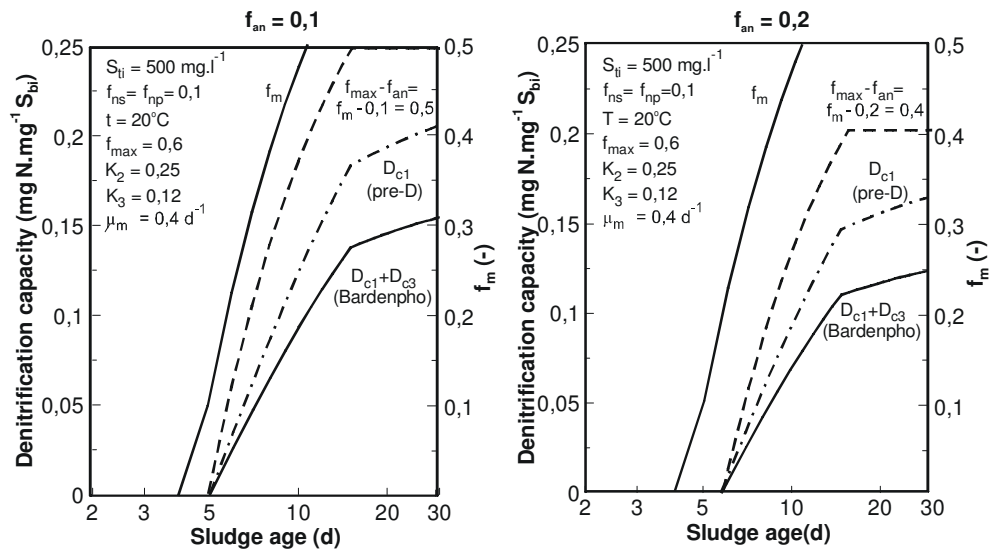 f_an = 0,1
Denitrification capacity (mg N.mg⁻¹ S_bi)
0,25
0,2
0,15
0,1
0,05
0
S_ti = 500 mg.l⁻¹
f_ns = f_np = 0,1
t = 20°C
f_max = 0,6
K_2 = 0,25
K_3 = 0,12
μ_m = 0,4 d⁻¹
f_m
f_max - f_an =
f_m - 0,1 = 0,5
D_c1
(pre-D)
D_c1+D_c3
(Bardenpho)
0,5
0,4
0,3
0,2
0,1
f_m (-)
2
5
10
20
30
Sludge age (d)
f_an = 0,2
Denitrification capacity (mg N.mg⁻¹ S_bi)
0,25
0,2
0,15
0,1
0,05
0
S_ti = 500 mg.l⁻¹
f_ns = f_np = 0,1
T = 20°C
f_max = 0,6
K_2 = 0,25
K_3 = 0,12
μ_m = 0,4 d⁻¹
f_m
f_max - f_an =
f_m - 0,2 = 0,4
D_c1
(pre-D)
D_c1+D_c3
(Bardenpho)
0,5
0,4
0,3
0,2
0,1
f_m (-)
2
5
10
20
30
Sludge age(d)